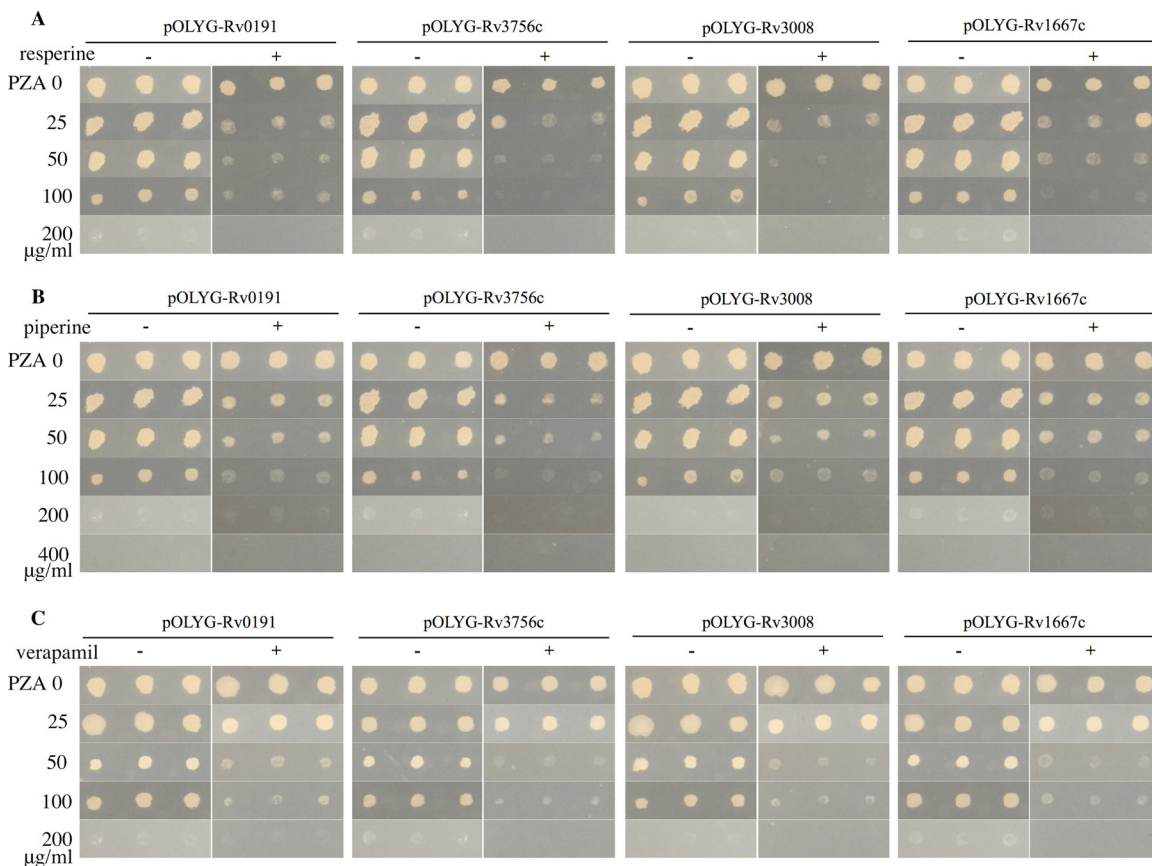 A
pOLYG-Rv0191 pOLYG-Rv3756c pOLYG-Rv3008 pOLYG-Rv1667c
resperine - + - + - + - +
PZA 0
25
50
100
200
μg/ml
B
pOLYG-Rv0191 pOLYG-Rv3756c pOLYG-Rv3008 pOLYG-Rv1667c
piperine - + - + - + - +
PZA 0
25
50
100
200
400
μg/ml
C
pOLYG-Rv0191 pOLYG-Rv3756c pOLYG-Rv3008 pOLYG-Rv1667c
verapamil - + - + - + - +
PZA 0
25
50
100
200
μg/ml